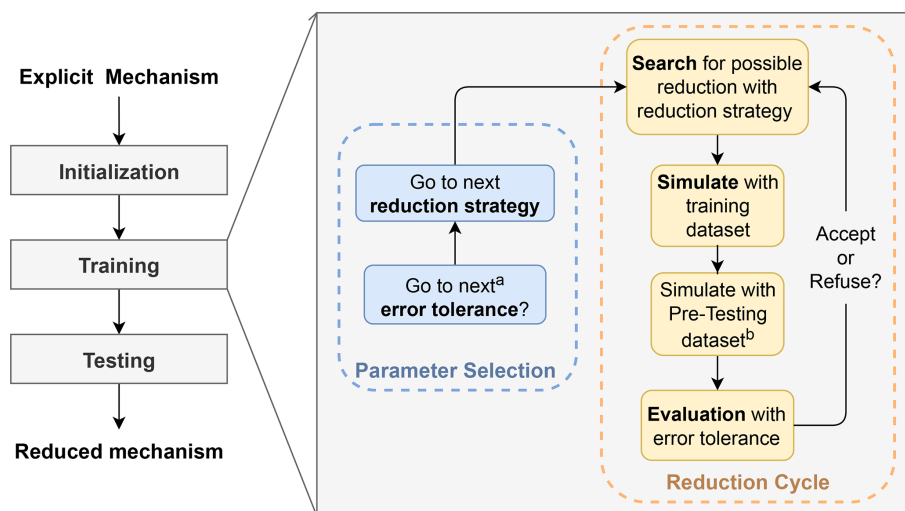 Explicit Mechanism
Initialization
Training
Testing
Reduced mechanism
Go to next
reduction strategy
Go to nextᵃ
error tolerance?
Parameter Selection
Search for possible
reduction with
reduction strategy
Simulate with
training
dataset
Simulate with
Pre-Testing
datasetᵇ
Evaluation with
error tolerance
Accept
or
Refuse?
Reduction Cycle